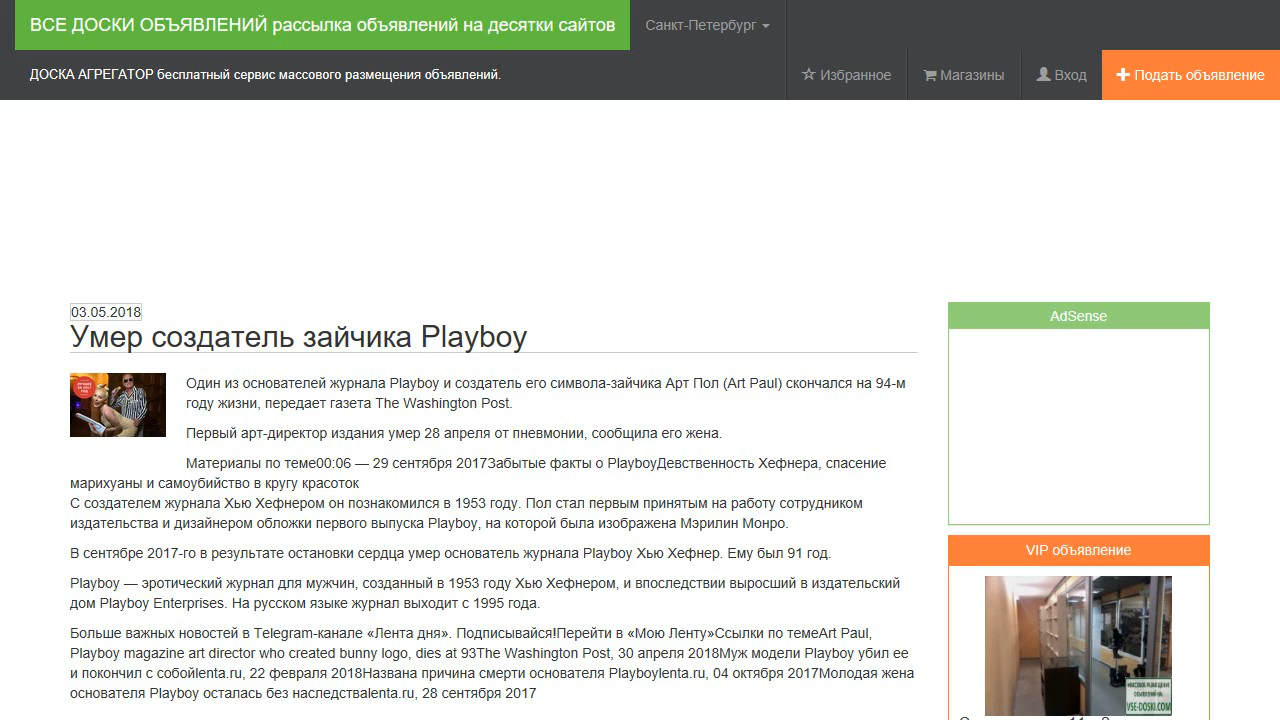 ВСЕ ДОСКИ ОБЪЯВЛЕНИЙ рассылка объявлений на десятки сайтов
Санкт-Петербург
ДОСКА АГРЕГАТОР бесплатный сервис массового размещения объявлений.
Избранное
Магазины
Вход
Подать объявление
03.05.2018
Умер создатель зайчика Playboy
Один из основателей журнала Playboy и создатель его символа-зайчика Арт Пол (Art Paul) скончался на 94-м
году жизни, передает газета The Washington Post.
Первый арт-директор издания умер 28 апреля от пневмонии, сообщила его жена.
Материалы по теме00:06 — 29 сентября 2017Забытые факты о PlayboyДевственность Хефнера, спасение
марихуаны и самоубийство в кругу красоток
С создателем журнала Хью Хефнером он познакомился в 1953 году. Пол стал первым принятым на работу сотрудником
издательства и дизайнером обложки первого выпуска Playboy, на которой была изображена Мэрилин Монро.
В сентябре 2017-го в результате остановки сердца умер основатель журнала Playboy Хью Хефнер. Ему был 91 год.
Playboy — эротический журнал для мужчин, созданный в 1953 году Хью Хефнером, и впоследствии выросший в издательский
дом Playboy Enterprises. На русском языке журнал выходит с 1995 года.
Больше важных новостей в Telegram-канале «Лента дня». Подписывайся!Перейти в «Мою Ленту»Ссылки по темеArt Paul,
Playboy magazine art director who created bunny logo, dies at 93The Washington Post, 30 апреля 2018Муж модели Playboy убил ее
и покончил с собойlenta.ru, 22 февраля 2018Названа причина смерти основателя Playboylenta.ru, 04 октября 2017Молодая жена
основателя Playboy осталась без наследстваlenta.ru, 28 сентября 2017
AdSense
VIP объявление
VSE-DOSKI.COM